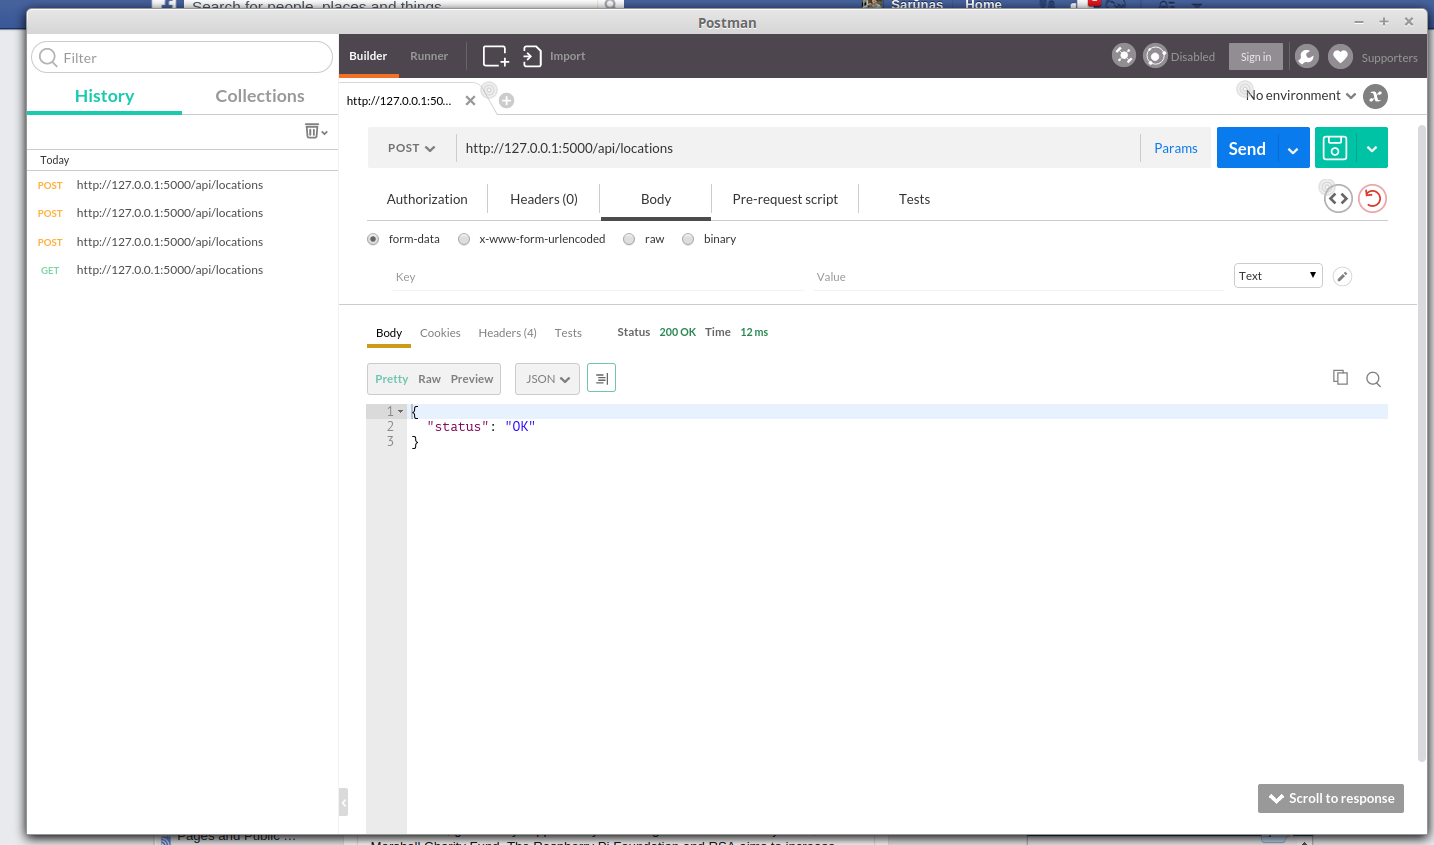 Search for people, places and things
Sarūnas
Home
Postman
Filter
Builder
Runner
Import
Disabled
Sign in
Supporters
History
Collections
http://127.0.0.1:50...
No environment
Today
POST
http://127.0.0.1:5000/api/locations
Params
Send
POST http://127.0.0.1:5000/api/locations
POST http://127.0.0.1:5000/api/locations
POST http://127.0.0.1:5000/api/locations
GET http://127.0.0.1:5000/api/locations
Authorization
Headers (0)
Body
Pre-request script
Tests
form-data
x-www-form-urlencoded
raw
binary
Key
Value
Text
Body
Cookies
Headers (4)
Tests
Status 200 OK Time 12 ms
Pretty Raw Preview
JSON
1 {
2 "status": "OK"
3 }
Scroll to response
Pages and Public ...
Marshall Charity Fund. The Raspberry Pi Foundation and RSA aims to increase